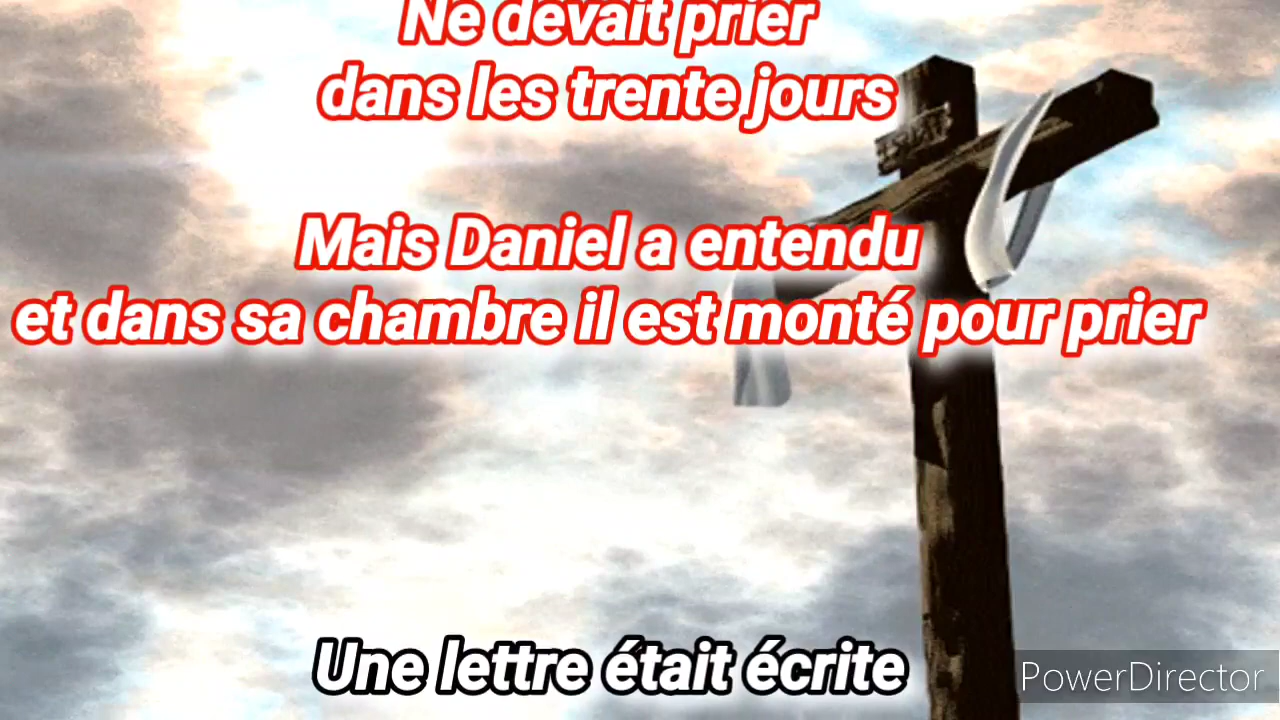 Ne devait prier
dans les trente jours
Mais Daniel a entendu
et dans sa chambre il est monté pour prier
Une lettre était écrite
PowerDirector